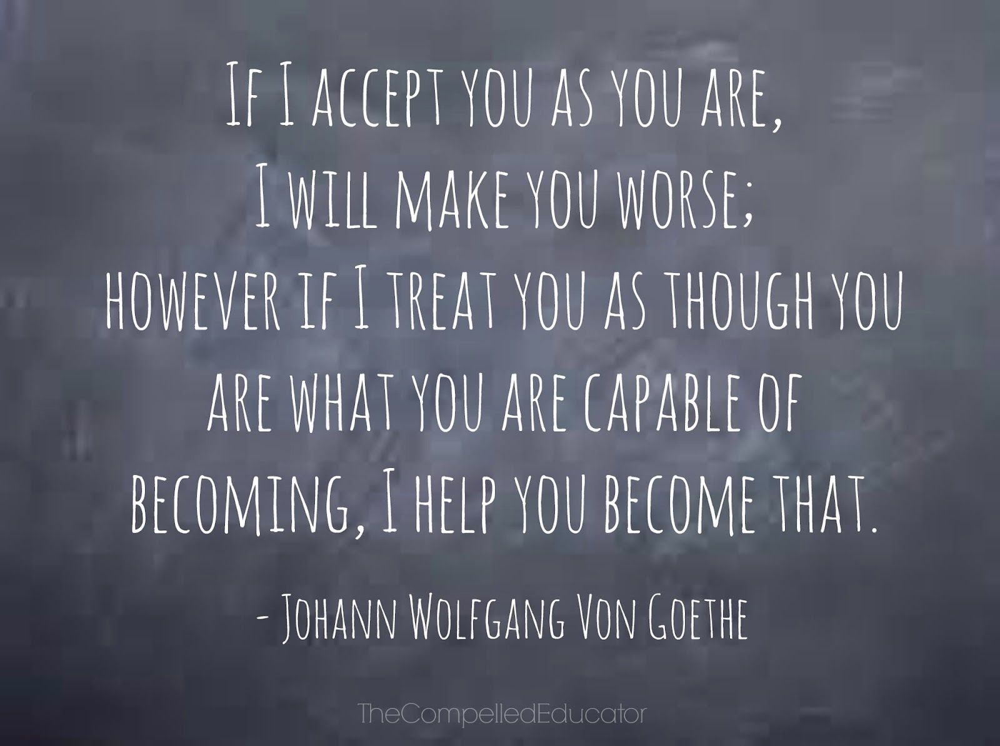 If I accept you as you are,
I will make you worse;
however if I treat you as though you
are what you are capable of
becoming, I help you become that.
- Johann Wolfgang Von Goethe
TheCompelledEducator